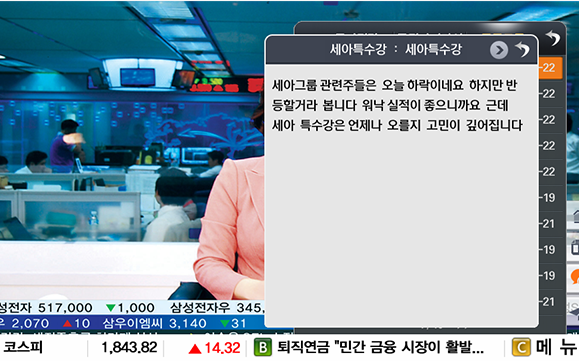 세아특수강 : 세아특수강
세아그룹 관련주들은 오늘 하락이네요 하지만 반
등할거라 봅니다 워낙 실적이 좋으니까요 근데
세아 특수강은 언제나 오를지 고민이 깊어집니다
-22
-22
-22
-22
-19
-21
-19
-19
-21
성전자 517,000 ▼1,000 삼성전자우 345,
우 2,070 ▲10 삼우이엠씨 3,140 ▼31
코스피 1,843.82 ▲14.32 B 퇴직연금 "민간 금융 시장이 활발... C 메 뉴